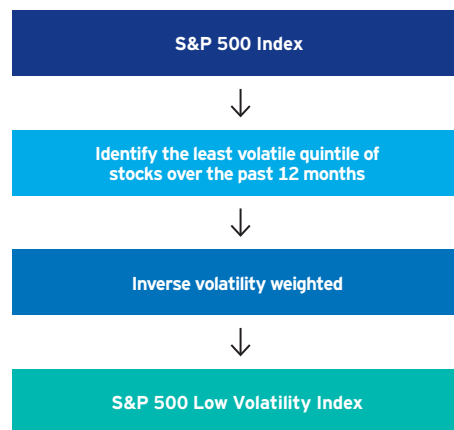 S&P 500 Index
Identify the least volatile quintile of
stocks over the past 12 months
Inverse volatility weighted
S&P 500 Low Volatility Index